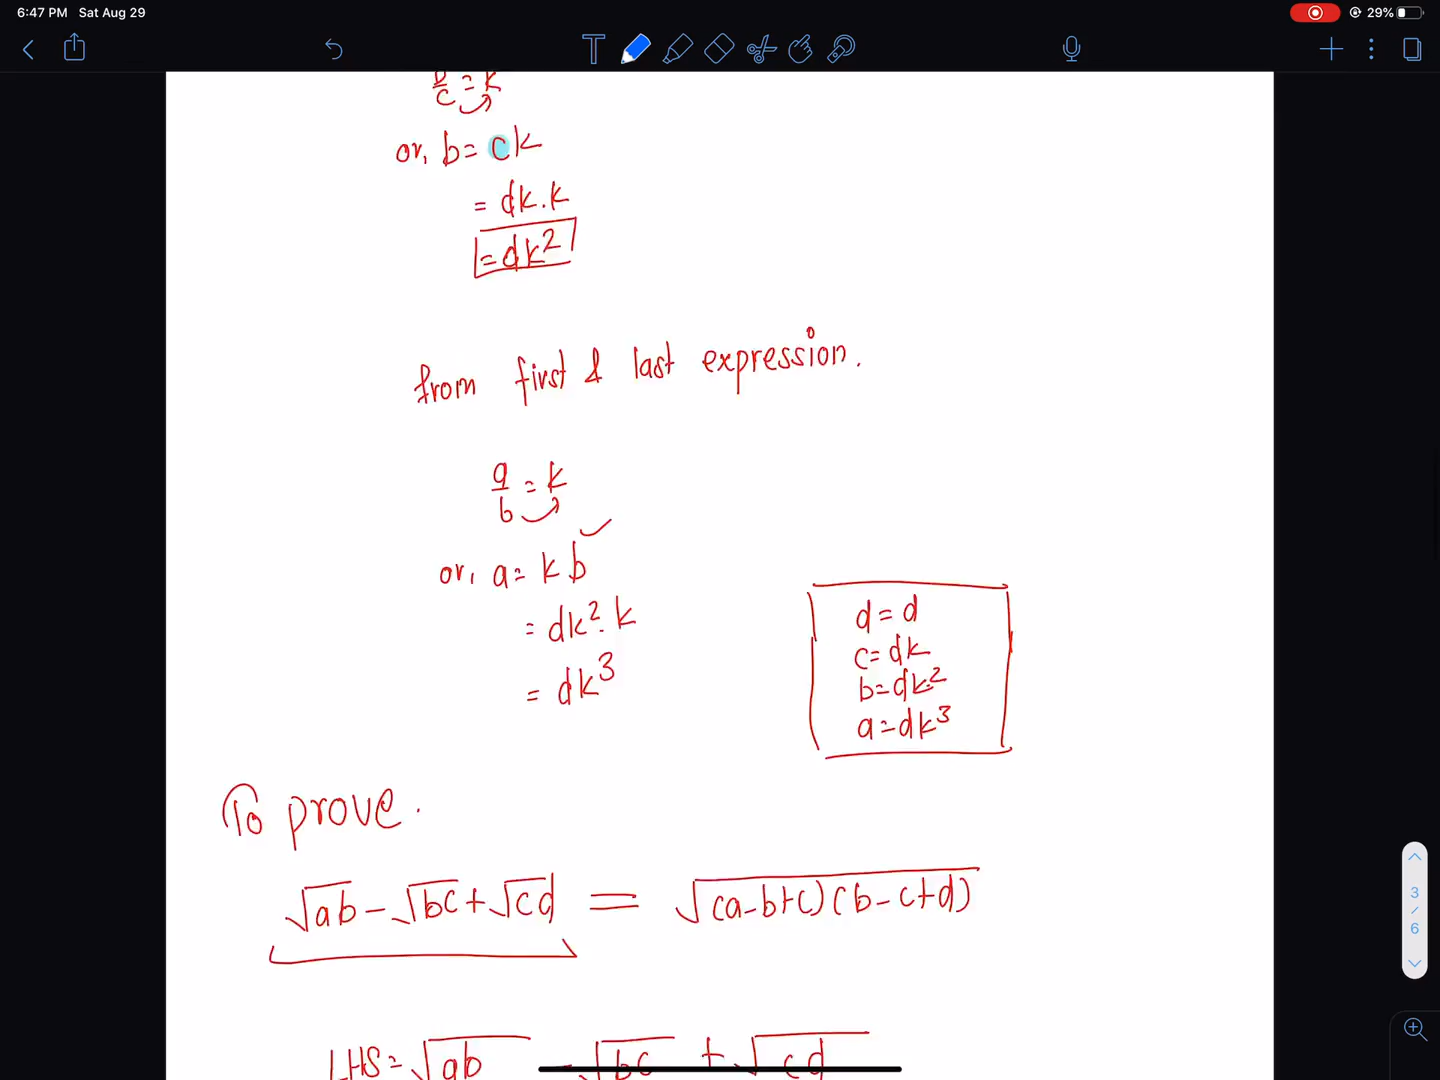 6:47 PM Sat Aug 29
29%
T
b/c = k
or, b = ck
= dk.k
= dk²
from first & last expression.
a/b = k
or, a = kb
= dk².k
= dk³
d = d
c = dk
b = dk²
a = dk³
To prove.
√ab - √bc + √cd = √(a-b+c)(b-c+d)
LHS = √ab - √bc + √cd
3
/
6